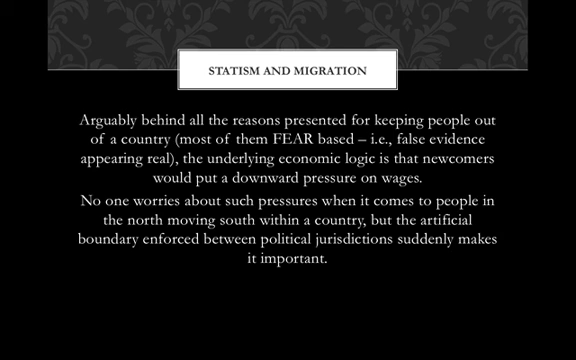 STATISM AND MIGRATION
Arguably behind all the reasons presented for keeping people out
of a country (most of them FEAR based – i.e., false evidence
appearing real), the underlying economic logic is that newcomers
would put a downward pressure on wages.
No one worries about such pressures when it comes to people in
the north moving south within a country, but the artificial
boundary enforced between political jurisdictions suddenly makes
it important.